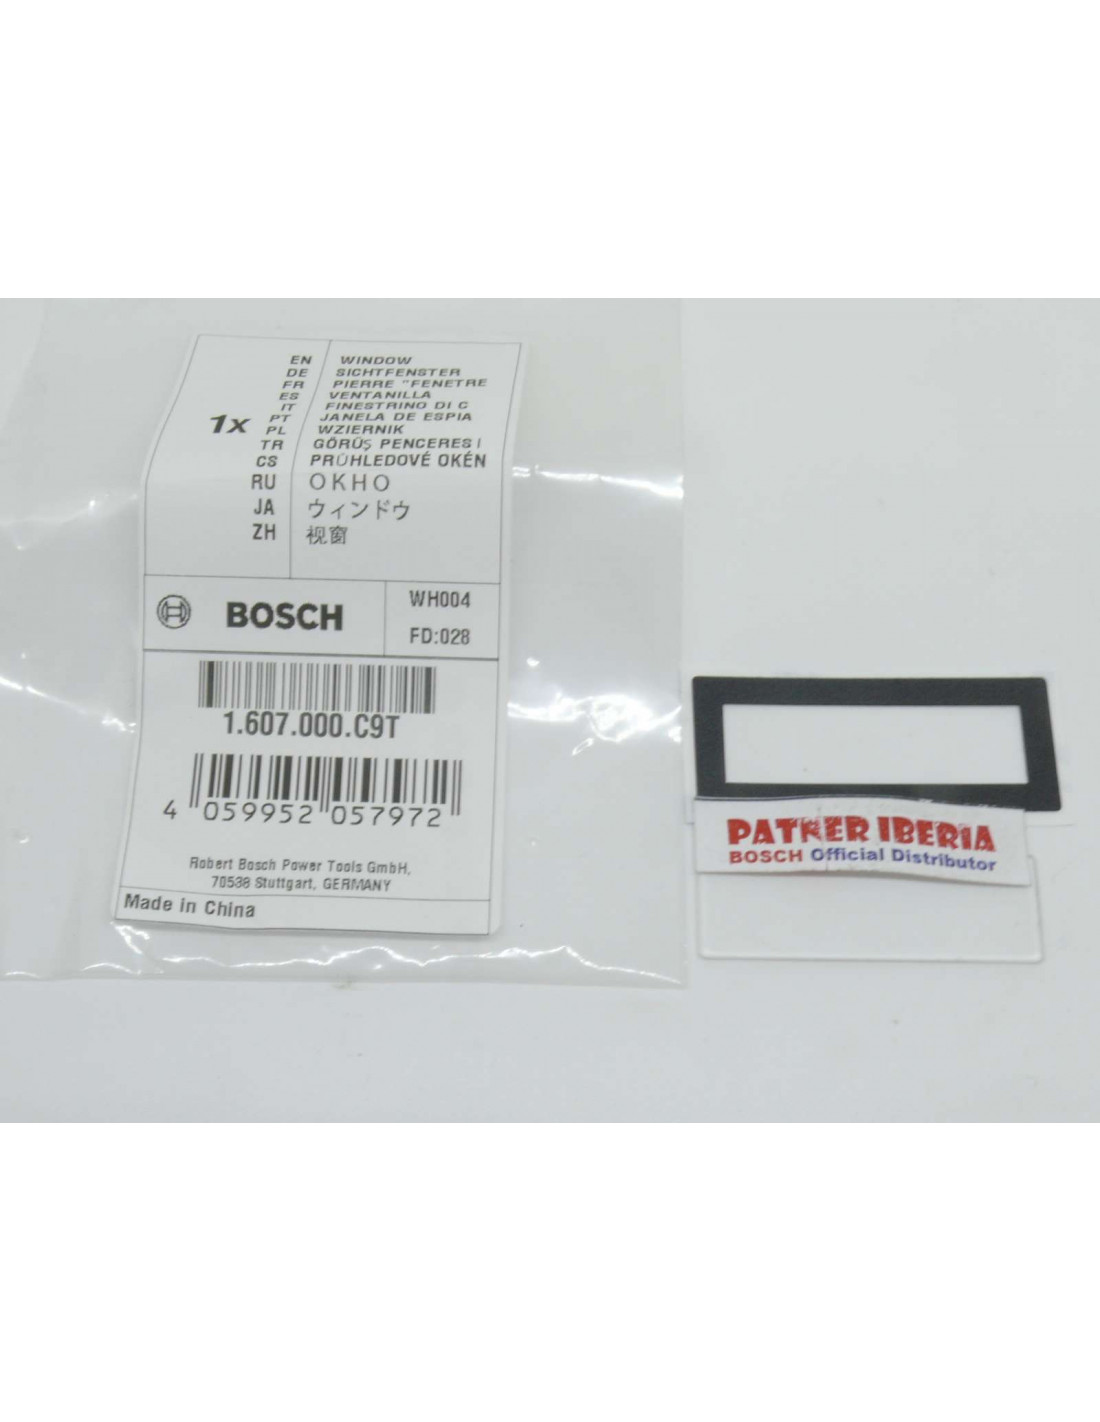 1x
EN WINDOW
DE SICHTFENSTER
FR PIERRE "FENETRE
ES VENTANILLA
IT FINESTRINO DI C
PT JANELA DE ESPIA
PL WZIERNIK
TR GÖRÜŞ PENCERES İ
CS PRŮHLEDOVÉ OKÉN
RU ОКНО
JA ウィンドウ
ZH 视窗
BOSCH
WH004
FD:028
1.607.000.C9T
4 059952 057972
Robert Bosch Power Tools GmbH,
70538 Stuttgart, GERMANY
Made in China
PATNER IBERIA
BOSCH Official Distributor